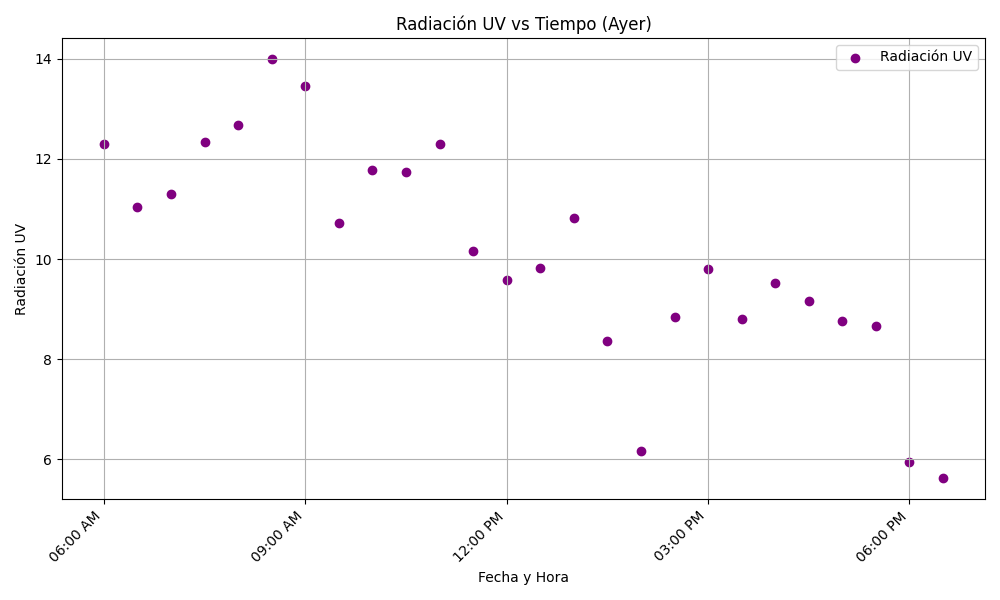 Radiación UV vs Tiempo (Ayer)
Radiación UV
14
12
10
8
6
Radiación UV
06:00 AM
09:00 AM
12:00 PM
03:00 PM
06:00 PM
Fecha y Hora